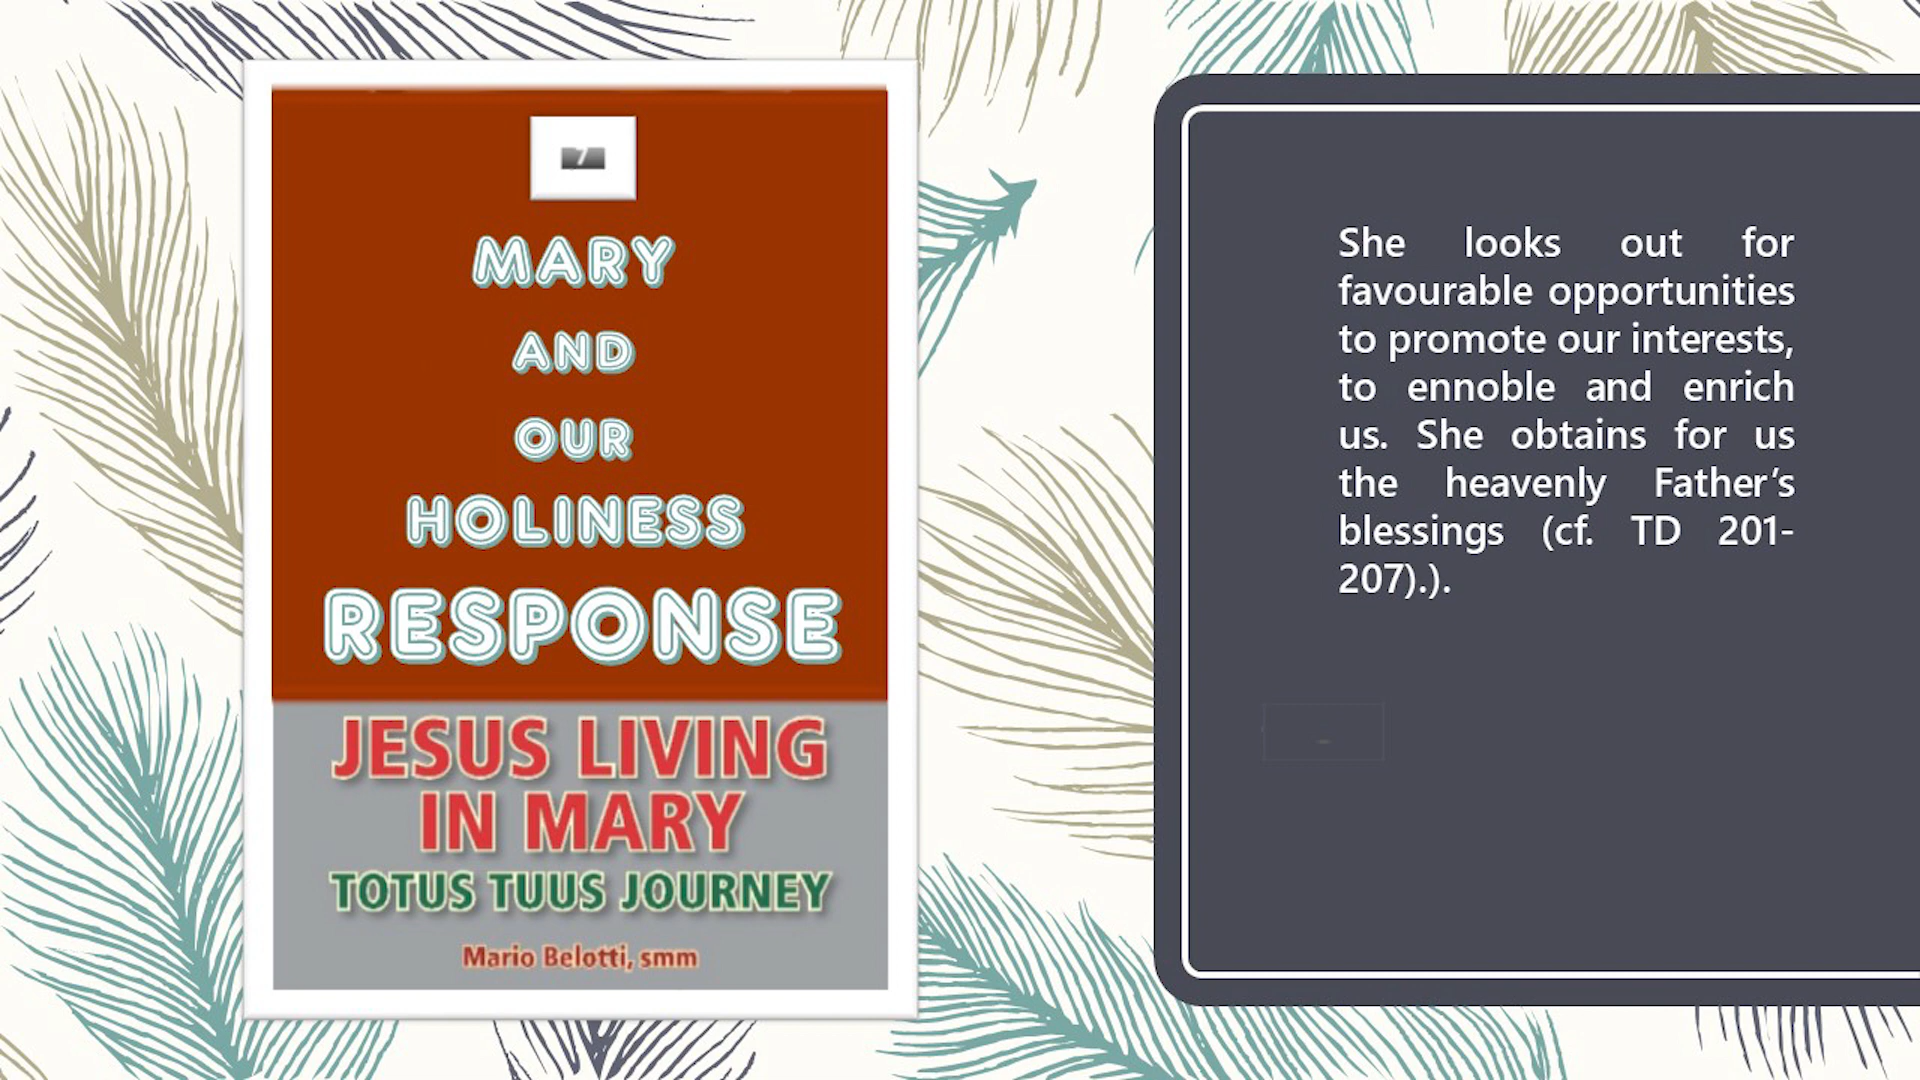 7
MARY
AND
OUR
HOLINESS
RESPONSE
JESUS LIVING
IN MARY
TOTUS TUUS JOURNEY
Mario Belotti, smm
She looks out for
favourable opportunities
to promote our interests,
to ennoble and enrich
us. She obtains for us
the heavenly Father’s
blessings (cf. TD 201-
207).).